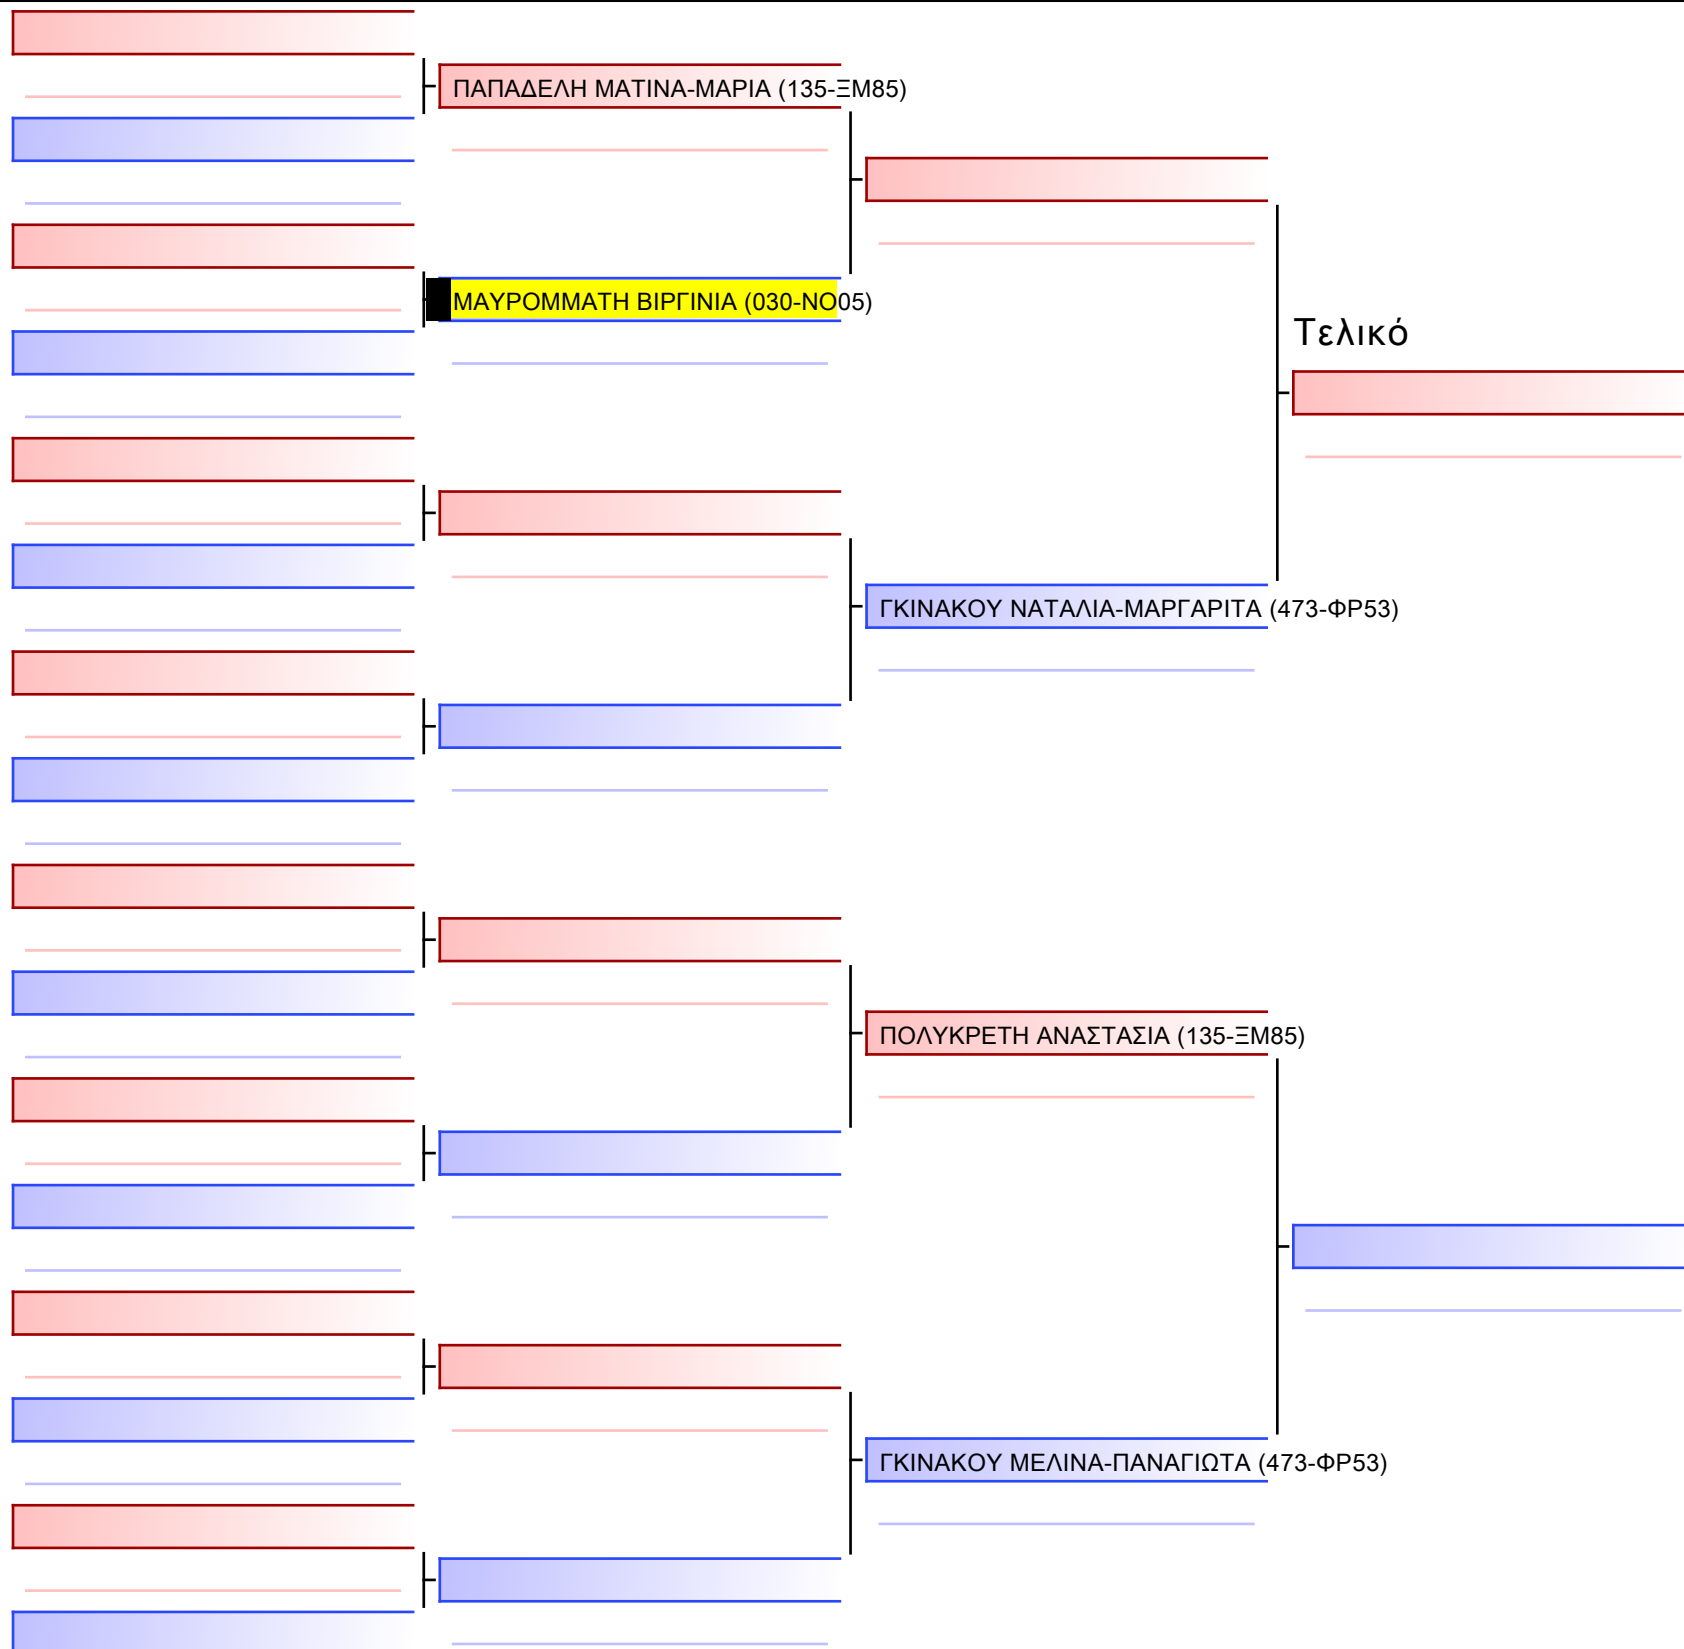 ΠΑΠΑΔΕΛΗ ΜΑΤΙΝΑ-ΜΑΡΙΑ (135-ΞΜ85)
ΜΑΥΡΟΜΜΑΤΗ ΒΙΡΓΙΝΙΑ (030-ΝΟ05)
Τελικό
ΓΚΙΝΑΚΟΥ ΝΑΤΑΛΙΑ-ΜΑΡΓΑΡΙΤΑ (473-ΦΡ53)
ΠΟΛΥΚΡΕΤΗ ΑΝΑΣΤΑΣΙΑ (135-ΞΜ85)
ΓΚΙΝΑΚΟΥ ΜΕΛΙΝΑ-ΠΑΝΑΓΙΩΤΑ (473-ΦΡ53)